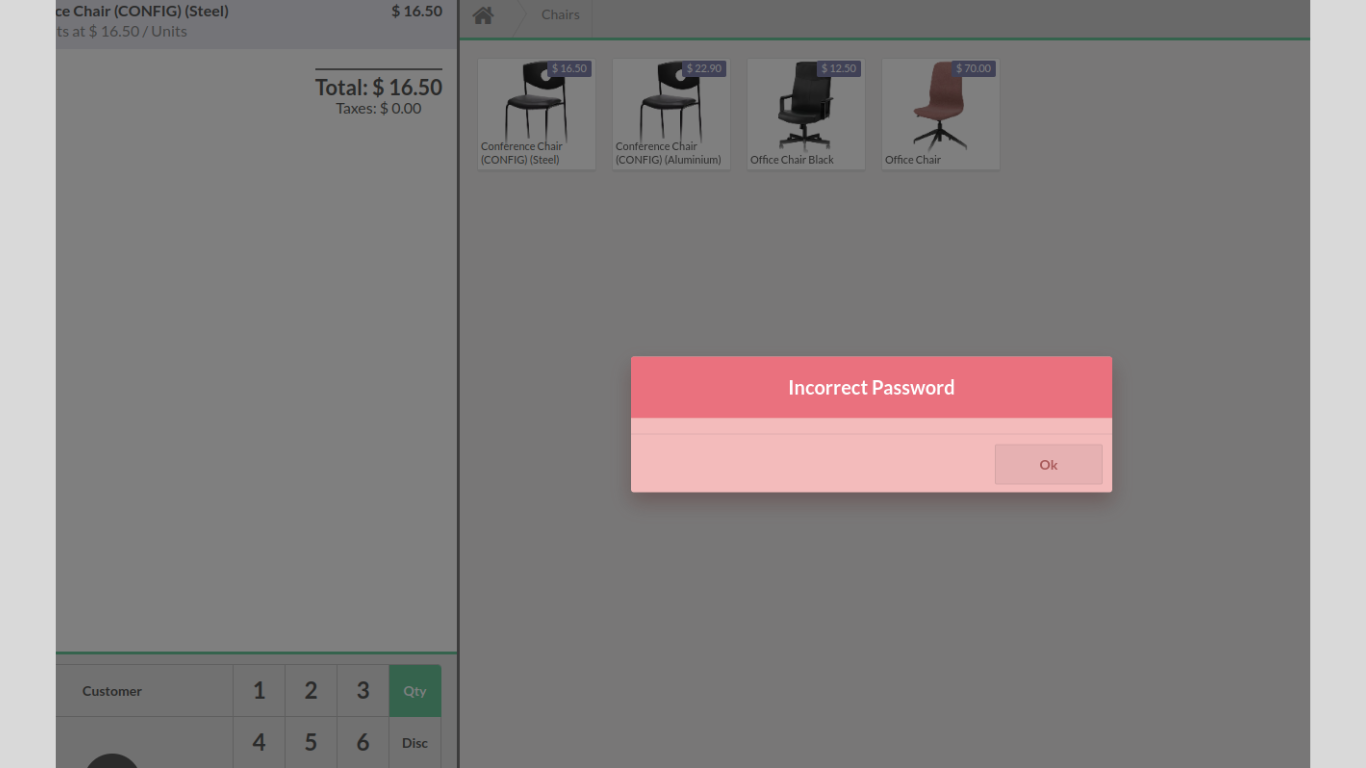 ce Chair (CONFIG) (Steel) $ 16.50
ts at $ 16.50 / Units
Total: $ 16.50
Taxes: $ 0.00
Chairs
$ 16.50
Conference Chair
(CONFIG) (Steel)
$ 22.90
Conference Chair
(CONFIG) (Aluminium)
$ 12.50
Office Chair Black
$ 70.00
Office Chair
Incorrect Password
Ok
Customer 1 2 3 Qty
4 5 6 Disc